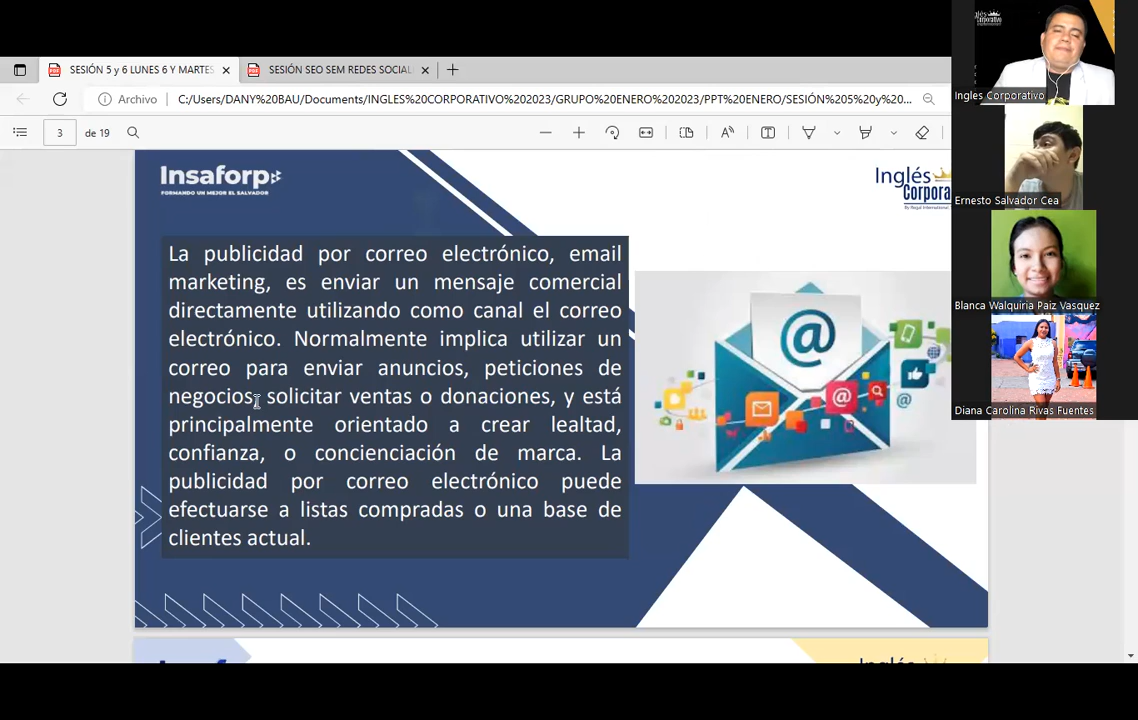 SESIÓN 5 y 6 LUNES 6 Y MARTES
SESIÓN SEO SEM REDES SOCIAL
Archivo
C:/Users/DANY%20BAU/Documents/INGLES%20CORPORATIVO%202023/GRUPO%20ENERO%202023/PPT%20ENERO/SESIÓN%205%20y%20...
3
de 19
Insaforp
FORMANDO UN MEJOR EL SALVADOR
Inglés
Corpora
La publicidad por correo electrónico, email
marketing, es enviar un mensaje comercial
directamente utilizando como canal el correo
electrónico. Normalmente implica utilizar un
correo para enviar anuncios, peticiones de
negocios, solicitar ventas o donaciones, y está
principalmente orientado a crear lealtad,
confianza, o concienciación de marca. La
publicidad por correo electrónico puede
efectuarse a listas compradas o una base de
clientes actual.
@
@
@
Inglés
Corporativo
Ingles Corporativo
Ernesto Salvador Cea
Blanca Walquiria Paiz Vasquez
Diana Carolina Rivas Fuentes